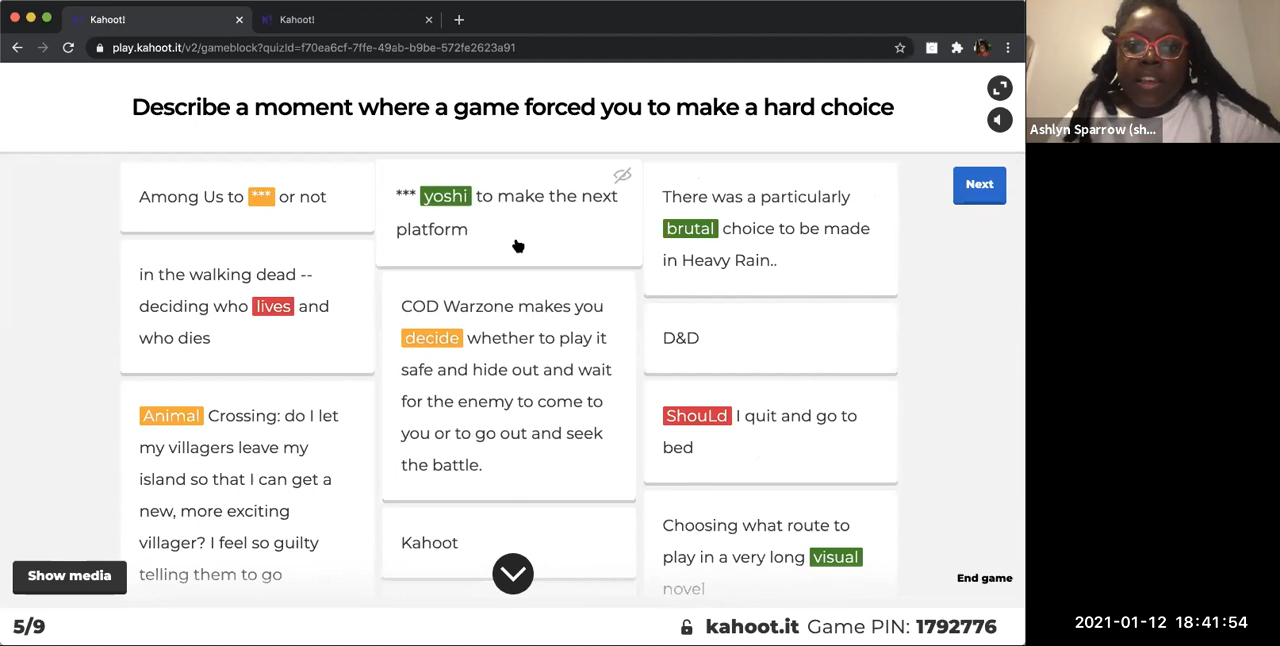 Kahoot!
Kahoot!
play.kahoot.it/v2/gameblock?quizId=f70ea6cf-7ffe-49ab-b9be-572fe2623a91
Describe a moment where a game forced you to make a hard choice
Ashlyn Sparrow (sh...
Next
Among Us to *** or not
in the walking dead --
deciding who lives and
who dies
Animal Crossing: do I let
my villagers leave my
island so that I can get a
new, more exciting
villager? I feel so guilty
telling them to go
*** yoshi to make the next
platform
COD Warzone makes you
decide whether to play it
safe and hide out and wait
for the enemy to come to
you or to go out and seek
the battle.
Kahoot
There was a particularly
brutal choice to be made
in Heavy Rain..
D&D
ShouLd I quit and go to
bed
Choosing what route to
play in a very long visual
novel
Show media
End game
5/9
kahoot.it Game PIN: 1792776
2021-01-12 18:41:54